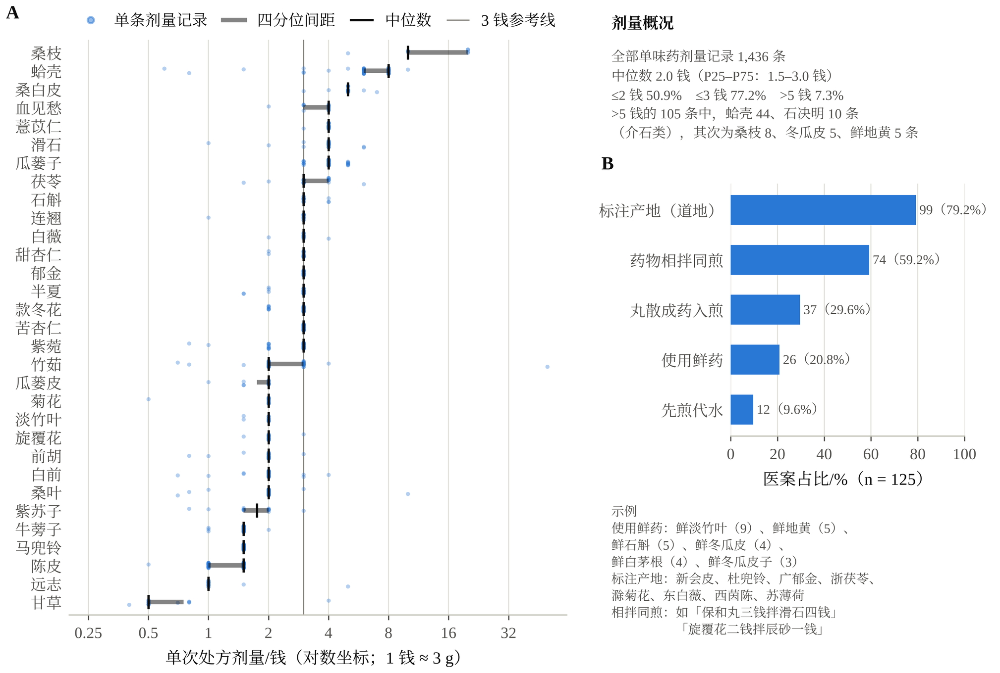 A
单条剂量记录
四分位间距
中位数
3 钱参考线
桑枝
蛤壳
桑白皮
血见愁
薏苡仁
滑石
瓜蒌子
茯苓
石斛
连翘
白薇
甜杏仁
郁金
半夏
款冬花
苦杏仁
紫菀
竹茹
瓜蒌皮
菊花
淡竹叶
旋覆花
前胡
白前
桑叶
紫苏子
牛蒡子
马兜铃
陈皮
远志
甘草
0.25 0.5 1 2 4 8 16 32
单次处方剂量/钱（对数坐标；1 钱 ≈ 3 g）
剂量概况
全部单味药剂量记录 1,436 条
中位数 2.0 钱（P25–P75：1.5–3.0 钱）
≤2 钱 50.9% ≤3 钱 77.2% >5 钱 7.3%
>5 钱的 105 条中，蛤壳 44、石决明 10 条
（介石类），其次为桑枝 8、冬瓜皮 5、鲜地黄 5 条
B
标注产地（道地） 99（79.2%）
药物相拌同煎 74（59.2%）
丸散成药入煎 37（29.6%）
使用鲜药 26（20.8%）
先煎代水 12（9.6%）
0 20 40 60 80 100
医案占比/%（n = 125）
示例
使用鲜药：鲜淡竹叶（9）、鲜地黄（5）、
鲜石斛（5）、鲜冬瓜皮（4）、
鲜白茅根（4）、鲜冬瓜皮子（3）
标注产地：新会皮、杜兜铃、广郁金、浙茯苓、
滁菊花、东白薇、西茵陈、苏薄荷
相拌同煎：如「保和丸三钱拌滑石四钱」
「旋覆花二钱拌辰砂一钱」